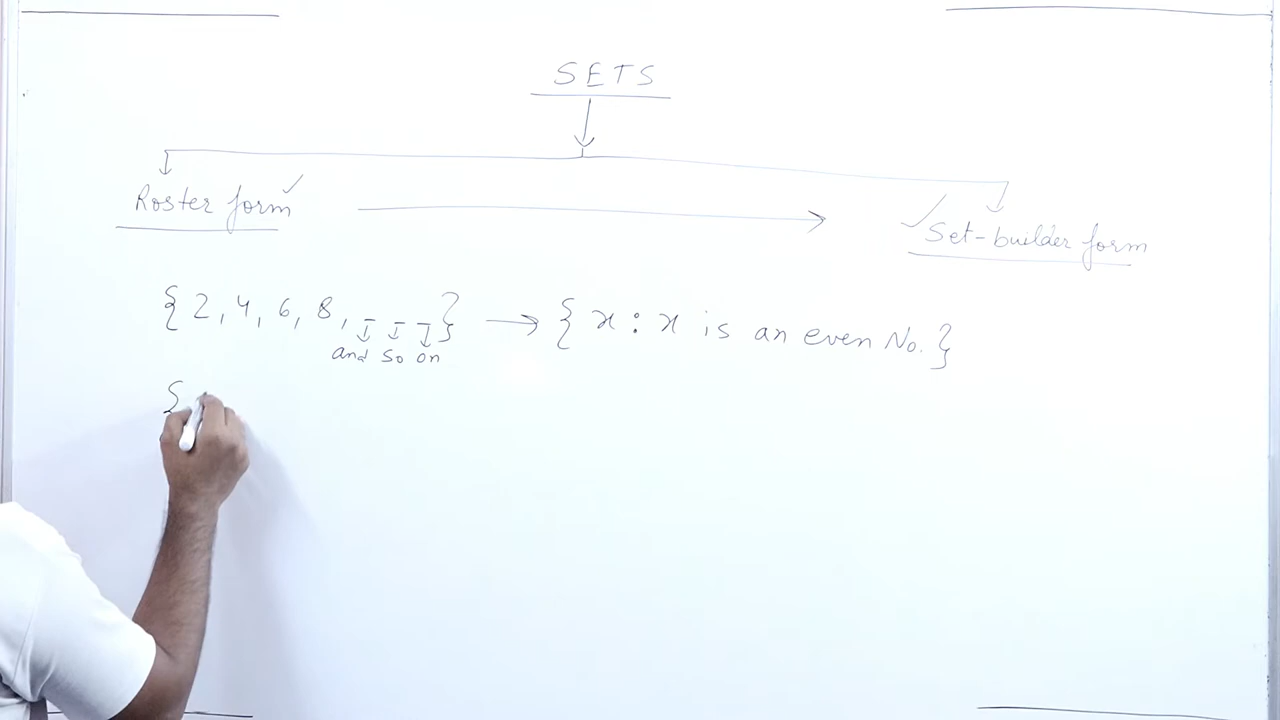 SETS
Roster form ✓
✓ Set-builder form
{ 2, 4, 6, 8, _ _ _ } → { x : x is an even No. }
and so on
{